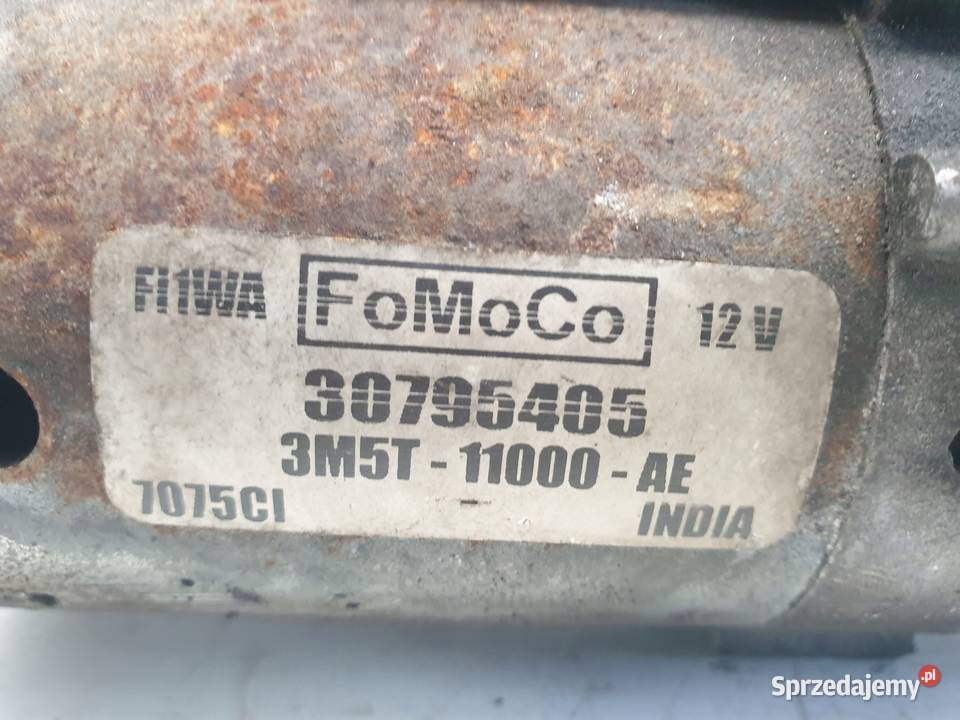 FI1WA FoMoCo 12 V
30795405
3M5T - 11000 - AE
7075CI - INDIA
Sprzedajemy.pl